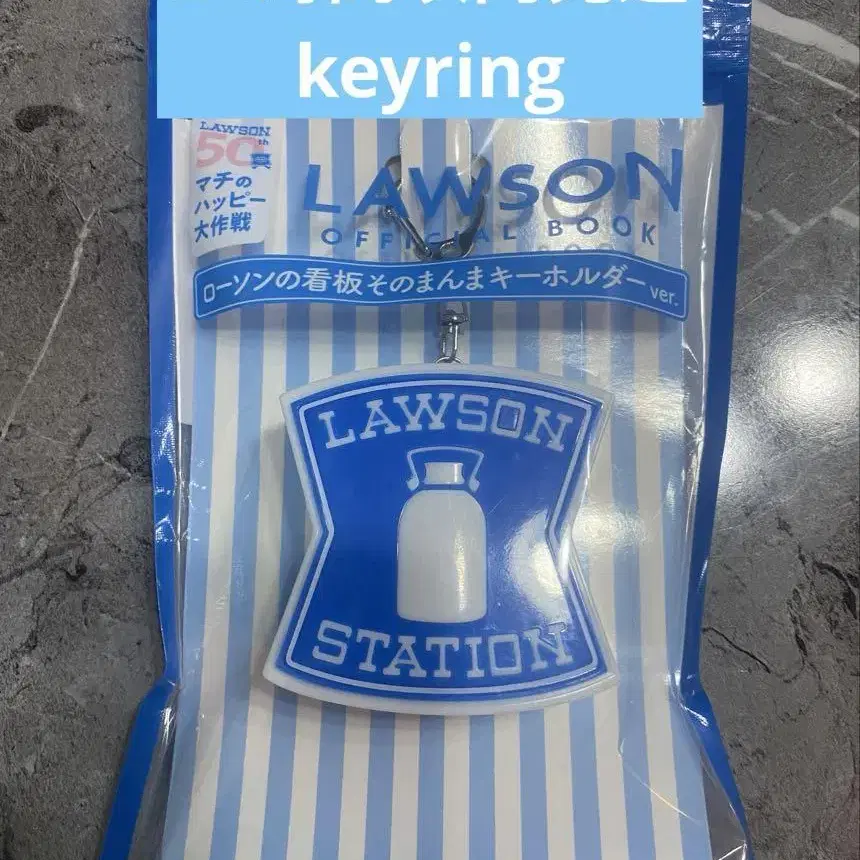 keyring
LAWSON
50th
マチの
ハッピー
大作戦
LAWSON
OFFICIAL BOOK
ローソンの看板そのまんまキーホルダー ver.
LAWSON
STATION